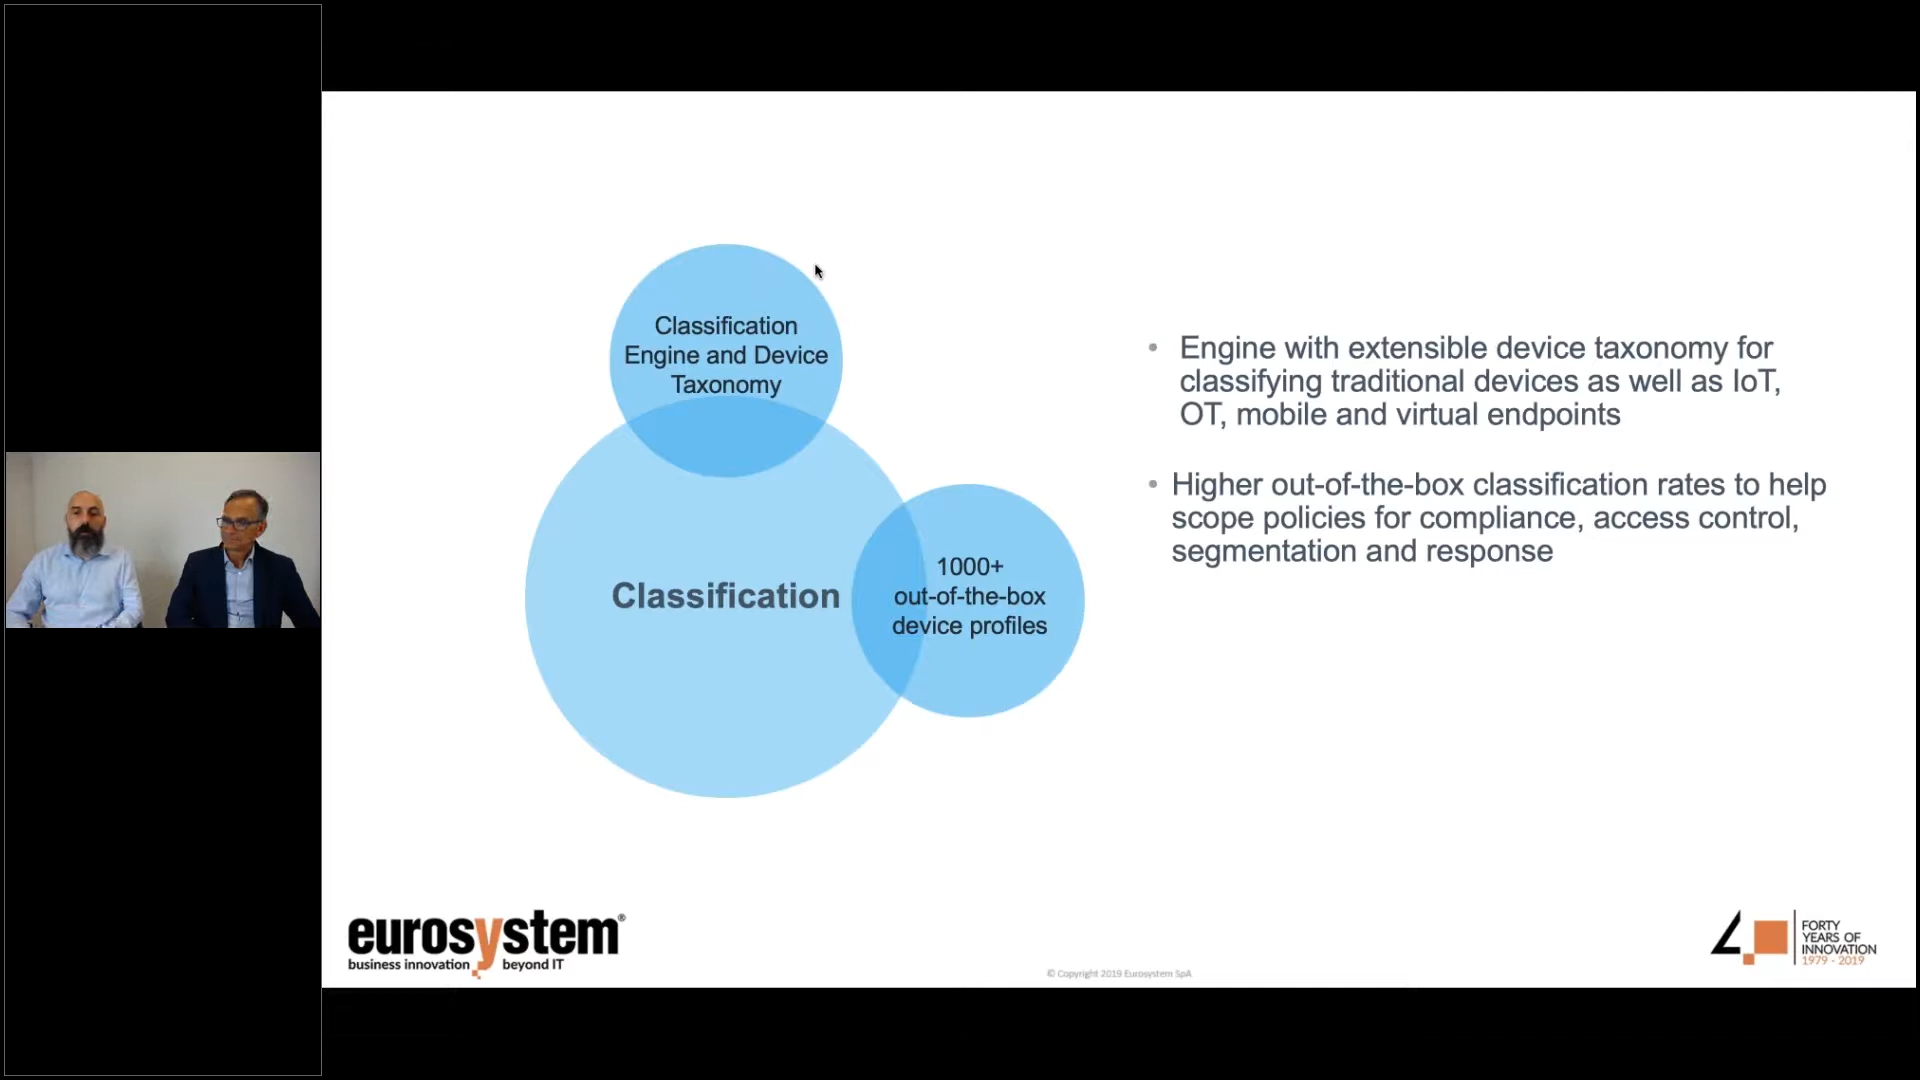 Classification
Engine and Device
Taxonomy
Classification
1000+
out-of-the-box
device profiles
• Engine with extensible device taxonomy for
classifying traditional devices as well as IoT,
OT, mobile and virtual endpoints
• Higher out-of-the-box classification rates to help
scope policies for compliance, access control,
segmentation and response
eurosystem®
business innovation beyond IT
© Copyright 2019 Eurosystem SpA
40
FORTY
YEARS OF
INNOVATION
1979 - 2019